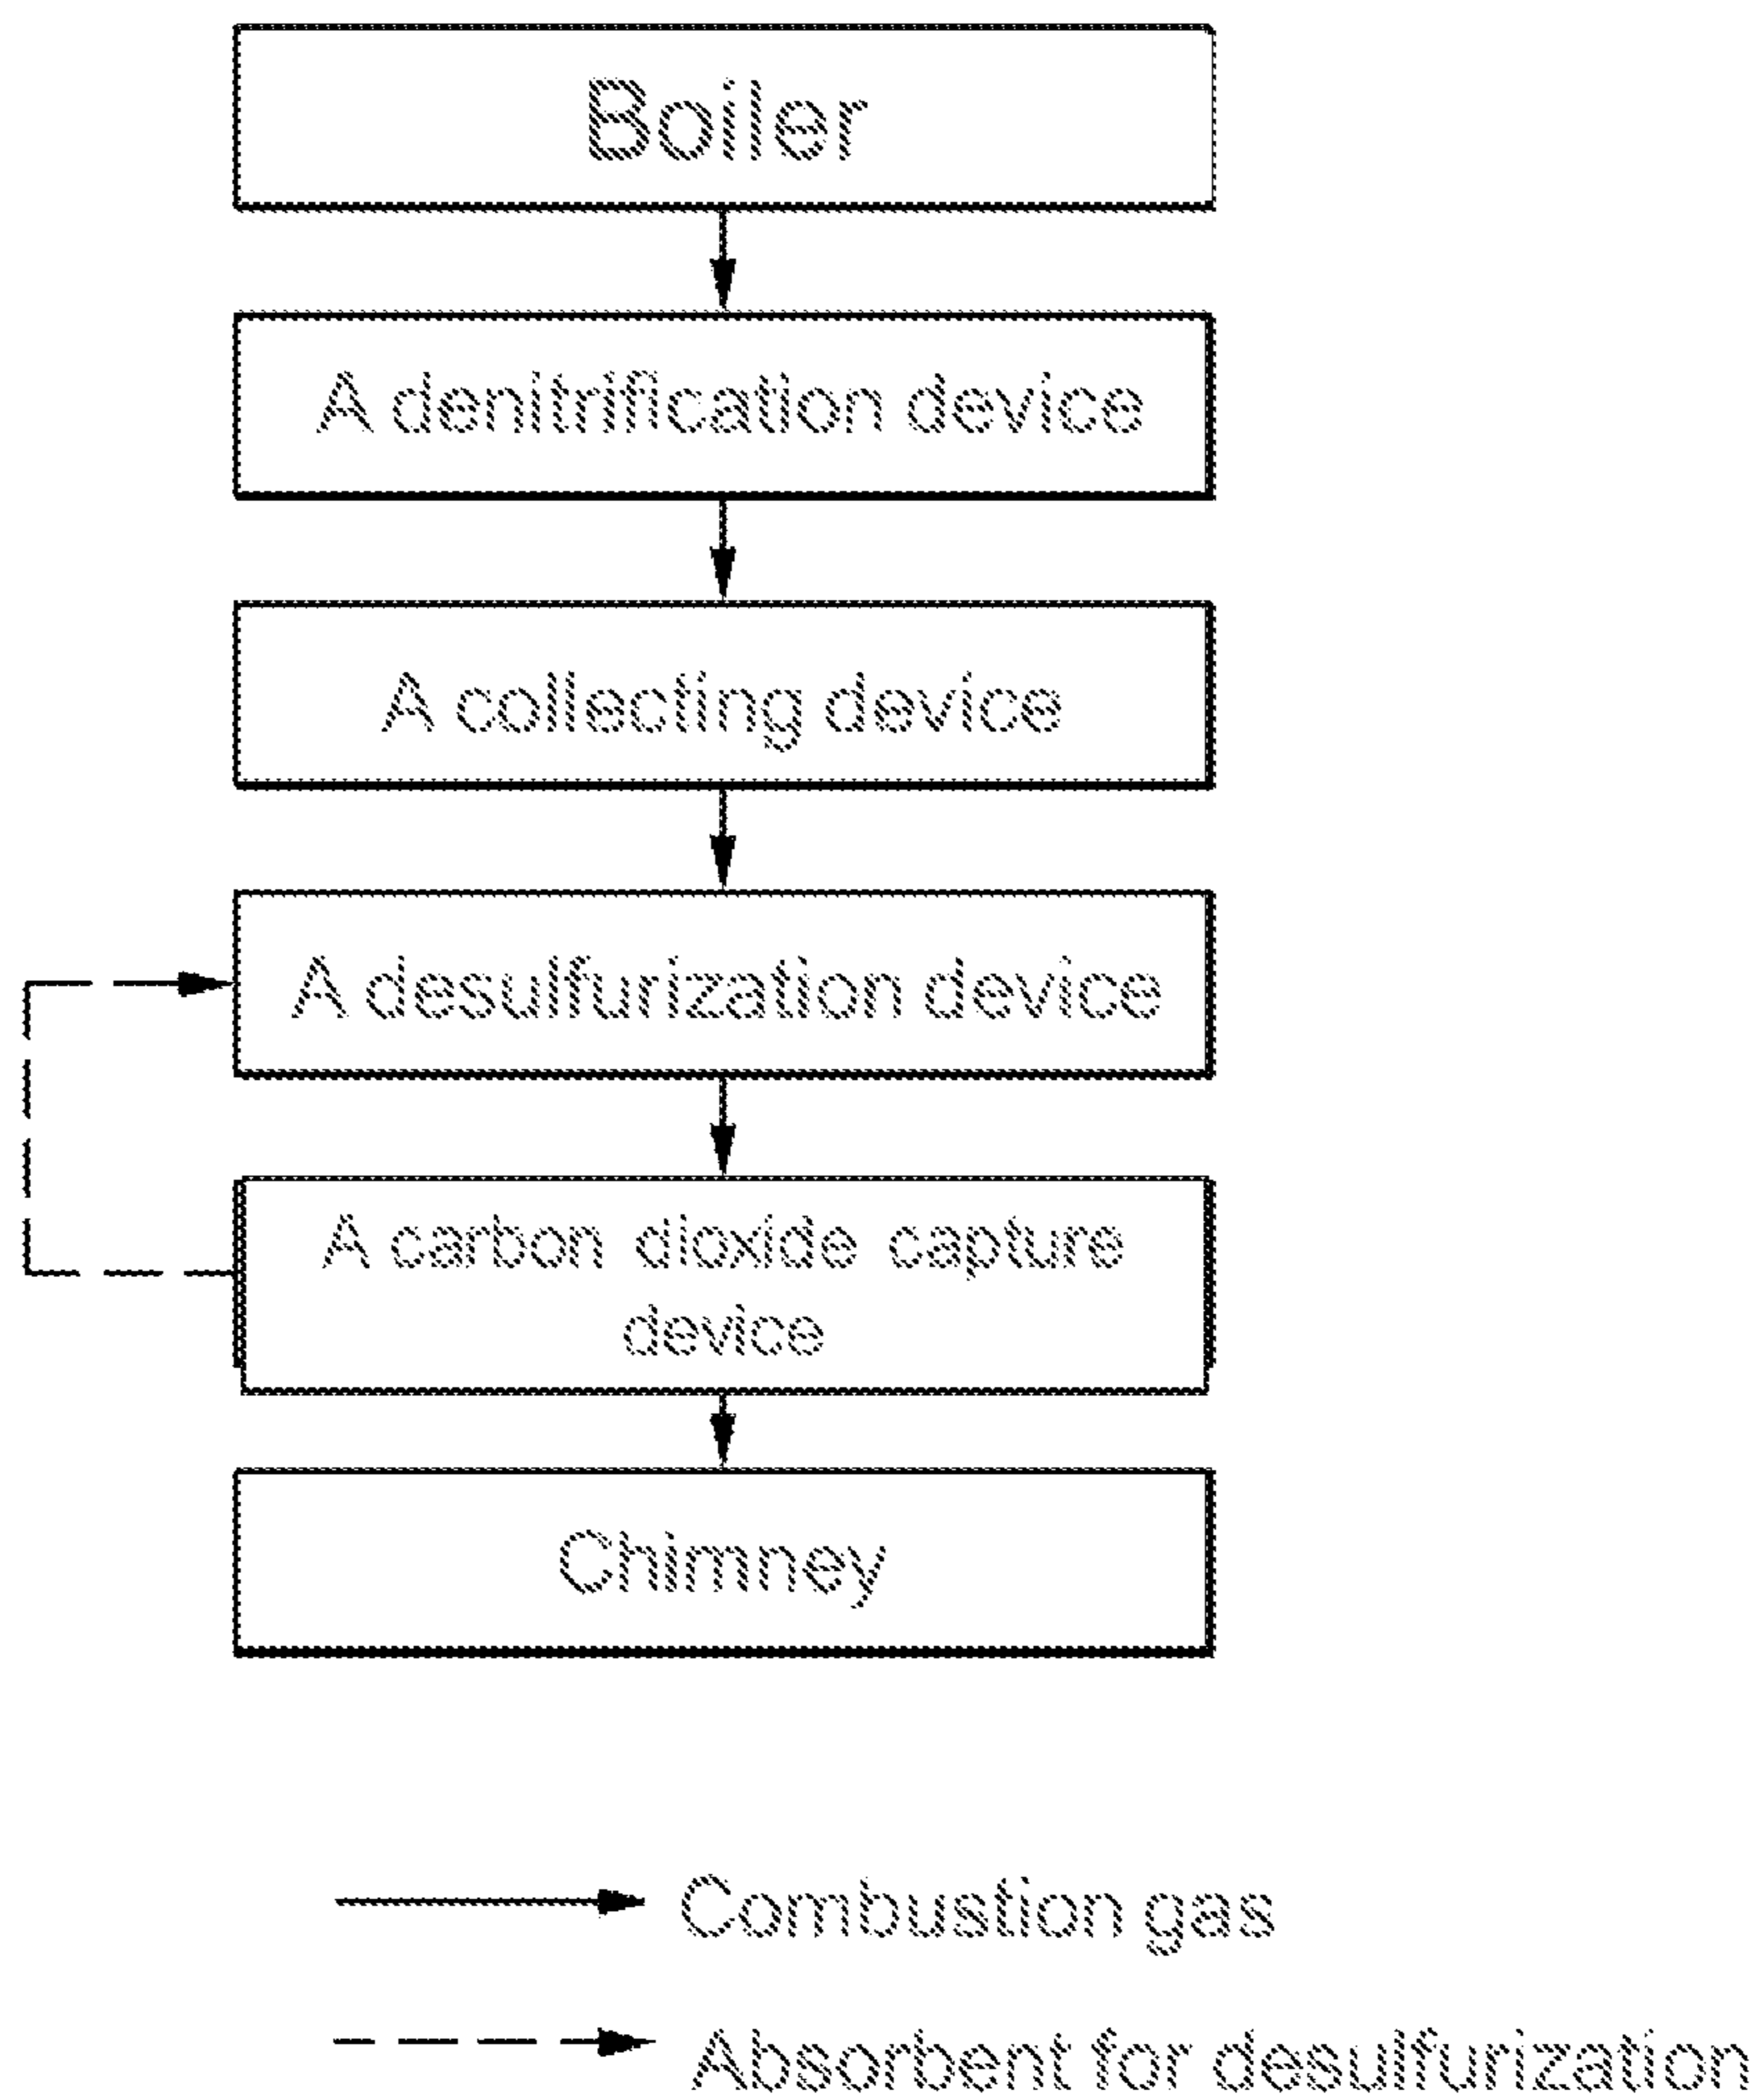 Boiler
A denitrification device
A collecting device
A desulfurization device
A carbon dioxide capture
device
Chimney
Combustion gas
Absorbent for desulfurization